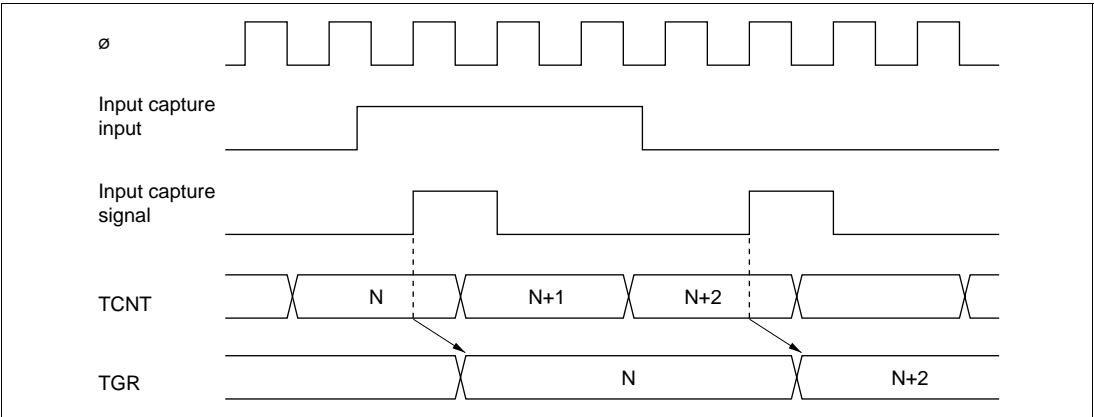 ø
Input capture
input
Input capture
signal
TCNT
N
N+1
N+2
TGR
N
N+2